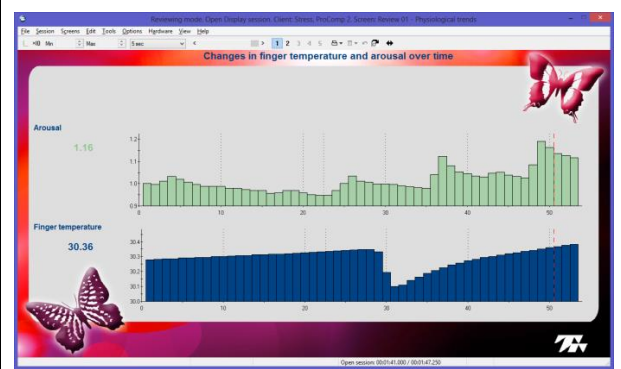 Reviewing mode. Open Display session. Client: Stress, ProComp 2. Screen: Review 01 - Physiological trends
File Session Screens Edit Tools Options Hardware View Help
Min Max 5 sec 1 2 3 4 5
Changes in finger temperature and arousal over time
Arousal
1.16
1.2
1.1
1.0
0.9
0 10 20 30 40 50
Finger temperature
30.36
30.4
30.3
30.2
30.1
30.0
0 10 20 30 40 50
Open session: 00:01:41.000 / 00:01:47.250